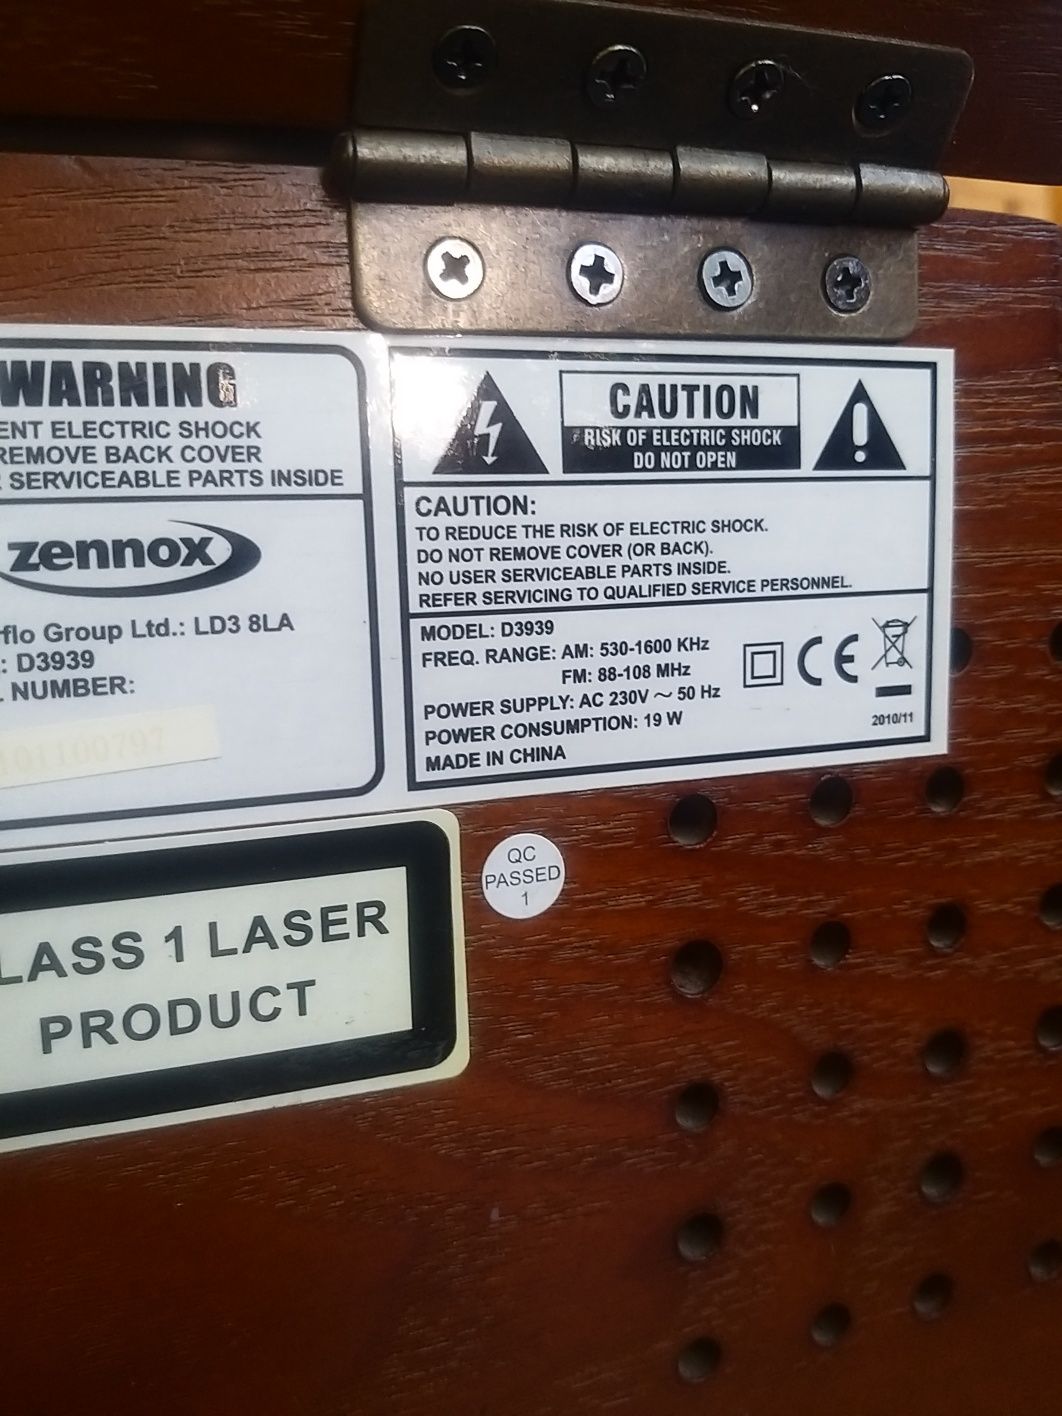 WARNING
ENT ELECTRIC SHOCK
REMOVE BACK COVER
R SERVICEABLE PARTS INSIDE
zennox
rflo Group Ltd.: LD3 8LA
: D3939
L NUMBER:
101100797
CAUTION
RISK OF ELECTRIC SHOCK
DO NOT OPEN
CAUTION:
TO REDUCE THE RISK OF ELECTRIC SHOCK.
DO NOT REMOVE COVER (OR BACK).
NO USER SERVICEABLE PARTS INSIDE.
REFER SERVICING TO QUALIFIED SERVICE PERSONNEL.
MODEL: D3939
FREQ. RANGE: AM: 530-1600 KHz
FM: 88-108 MHz
POWER SUPPLY: AC 230V ~ 50 Hz
POWER CONSUMPTION: 19 W
MADE IN CHINA
CE
2010/11
LASS 1 LASER
PRODUCT
QC
PASSED
1